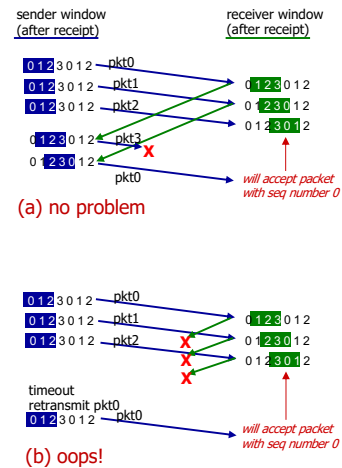 sender window
(after receipt)
receiver window
(after receipt)
0 1 2 3 0 1 2
pkt0
0 1 2 3 0 1 2
pkt1
0 1 2 3 0 1 2
0 1 2 3 0 1 2
pkt2
0 1 2 3 0 1 2
0 1 2 3 0 1 2
0 1 2 3 0 1 2
pkt3
X
0 1 2 3 0 1 2
pkt0
will accept packet
with seq number 0
(a) no problem
0 1 2 3 0 1 2
pkt0
0 1 2 3 0 1 2
pkt1
0 1 2 3 0 1 2
0 1 2 3 0 1 2
pkt2
X
0 1 2 3 0 1 2
X
0 1 2 3 0 1 2
X
timeout
retransmit pkt0
0 1 2 3 0 1 2
pkt0
will accept packet
with seq number 0
(b) oops!